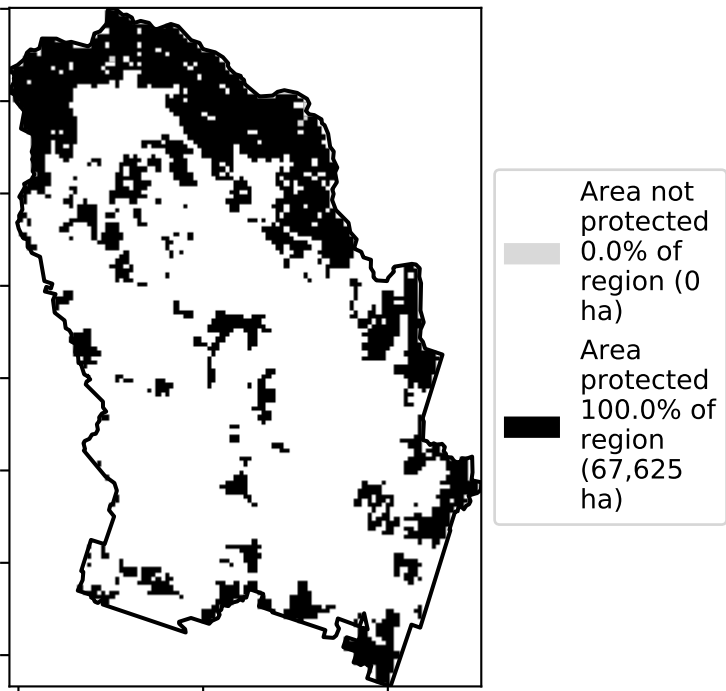 Area not
protected
0.0% of
region (0
ha)
Area
protected
100.0% of
region
(67,625
ha)